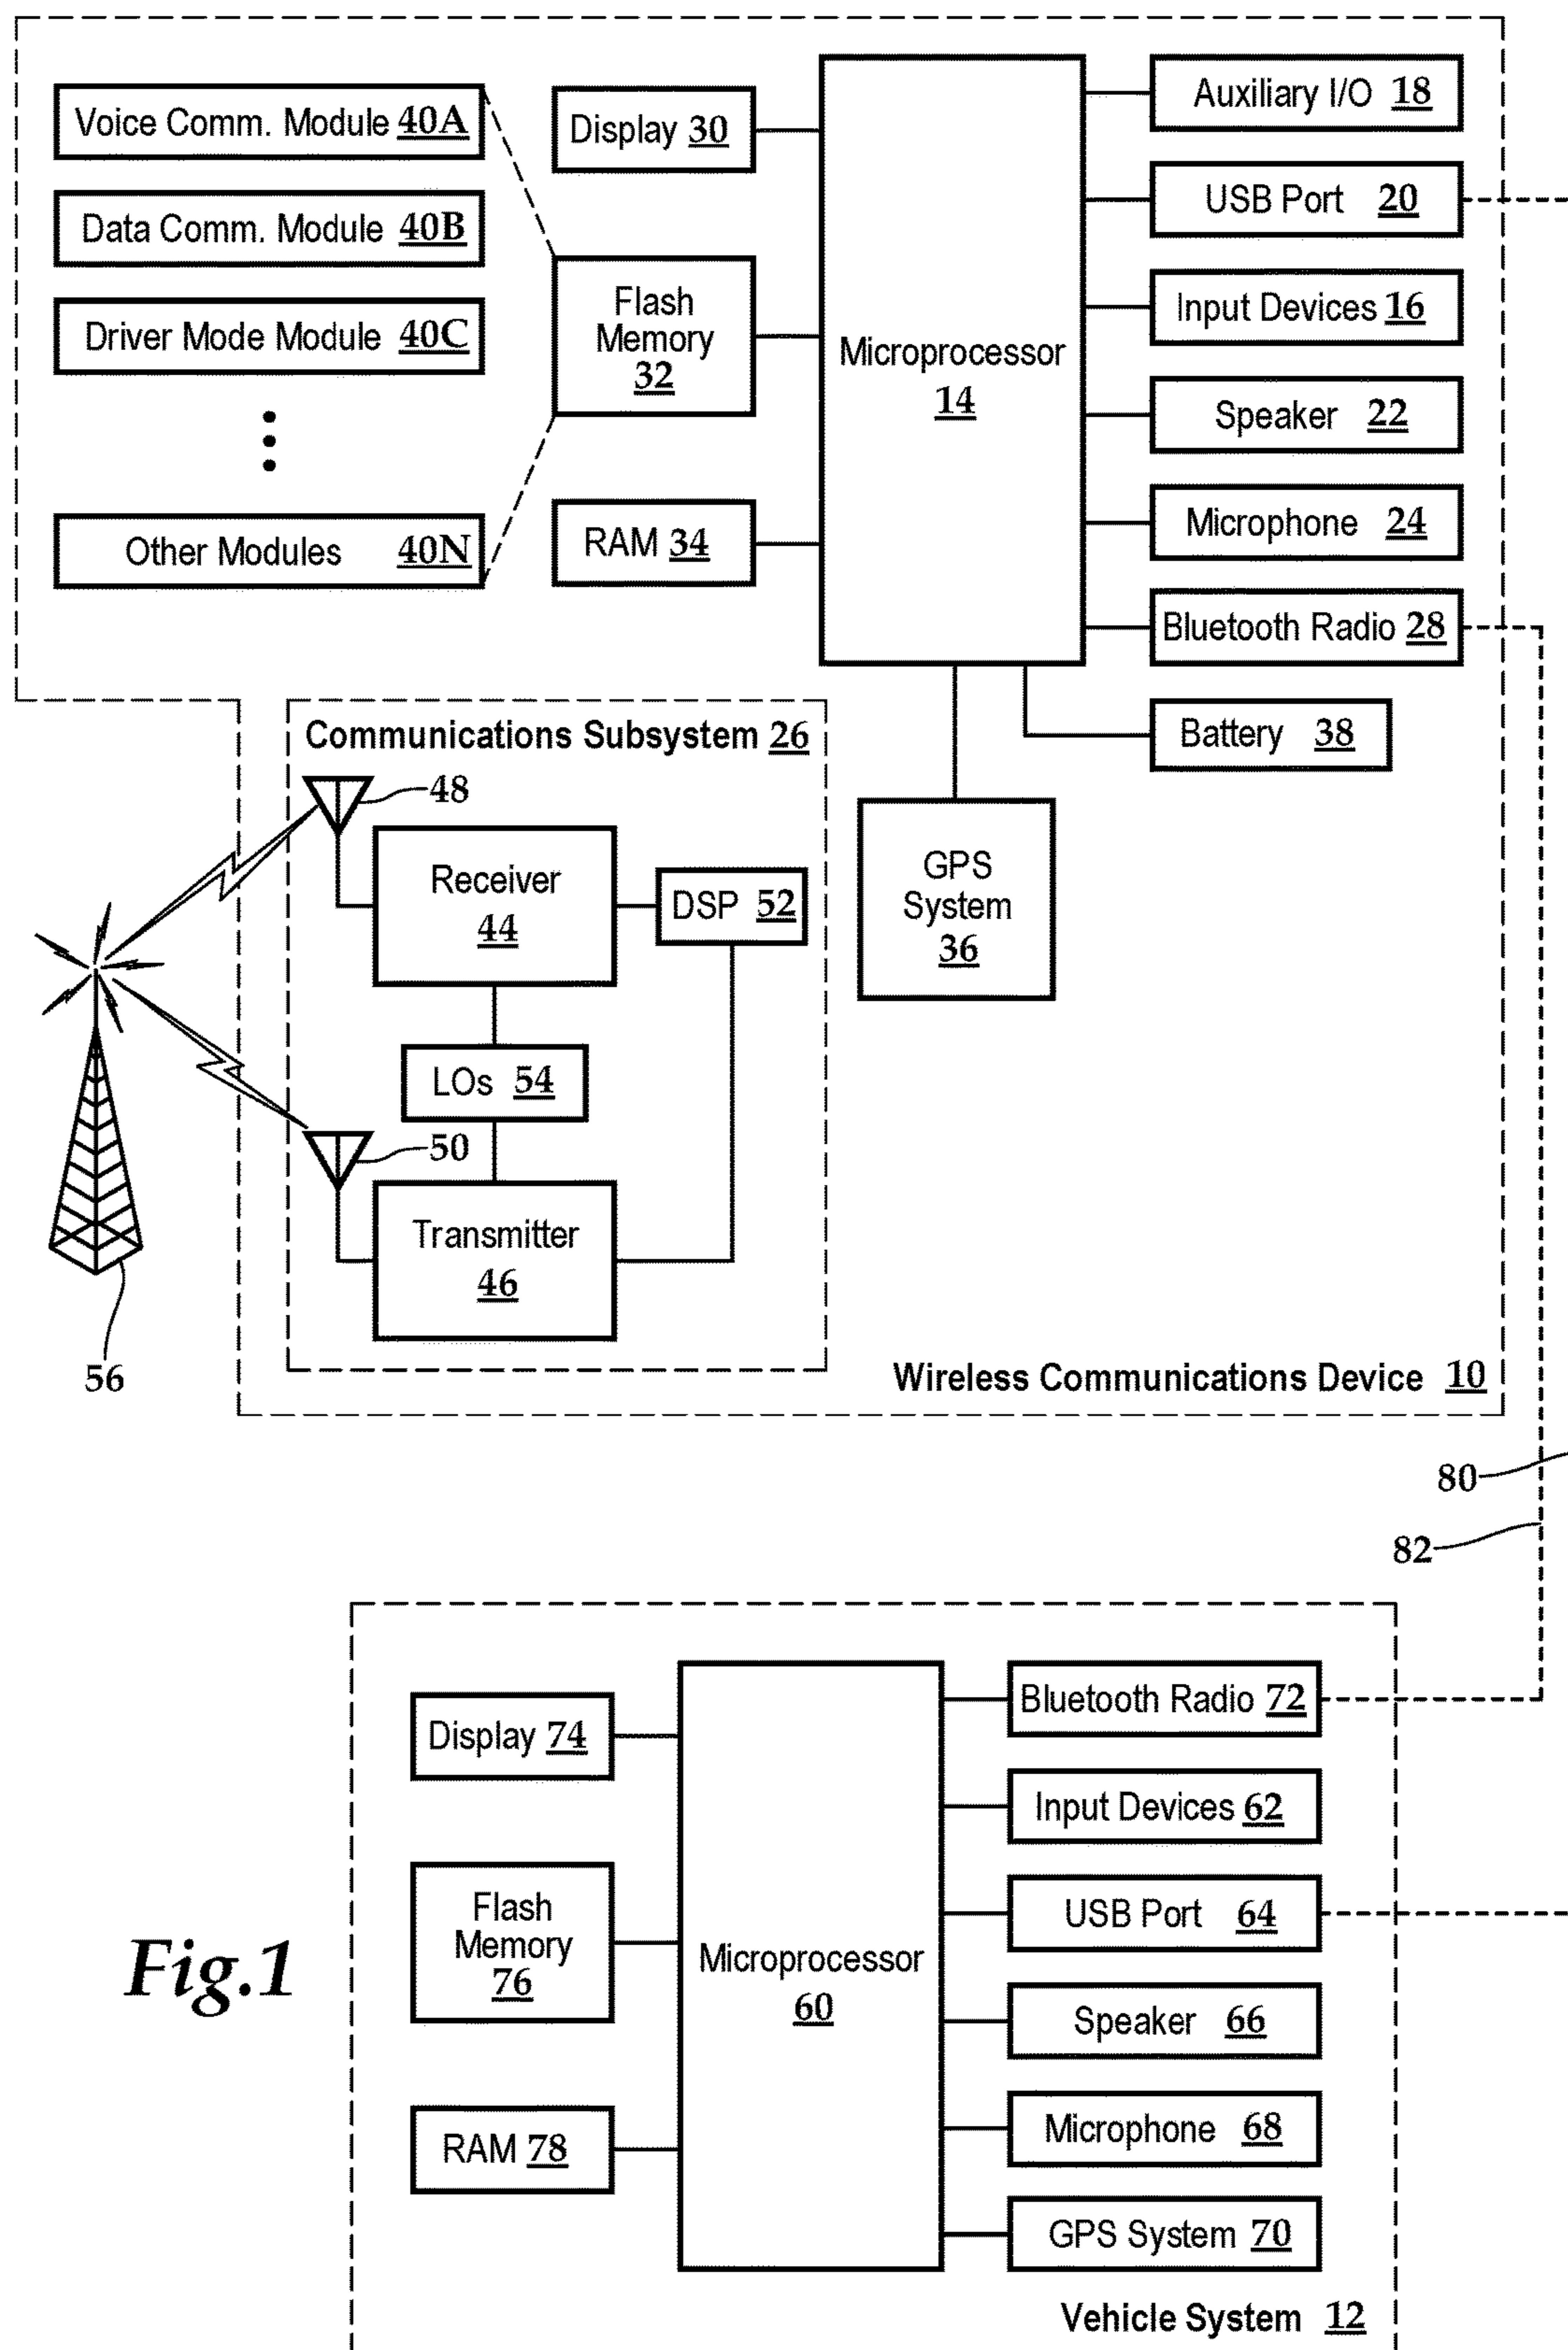 Voice Comm. Module 40A
Data Comm. Module 40B
Driver Mode Module 40C
Other Modules 40N
Display 30
Flash
Memory
32
RAM 34
Microprocessor
14
Auxiliary I/O 18
USB Port 20
Input Devices 16
Speaker 22
Microphone 24
Bluetooth Radio 28
Battery 38
GPS
System
36
Communications Subsystem 26
48
Receiver
44
DSP 52
LOs 54
50
Transmitter
46
56
Wireless Communications Device 10
80
82
Display 74
Flash
Memory
76
RAM 78
Microprocessor
60
Bluetooth Radio 72
Input Devices 62
USB Port 64
Speaker 66
Microphone 68
GPS System 70
Vehicle System 12
Fig.1